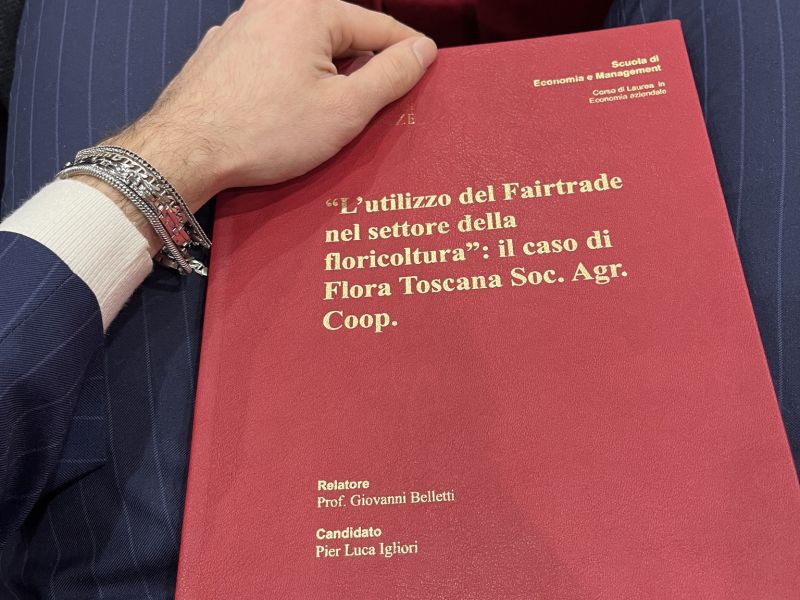 Scuola di
Economia e Management
Corso di Laurea in
Economia aziendale
ZE
“L’utilizzo del Fairtrade
nel settore della
floricoltura”: il caso di
Flora Toscana Soc. Agr.
Coop.
Relatore
Prof. Giovanni Belletti
Candidato
Pier Luca Igliori